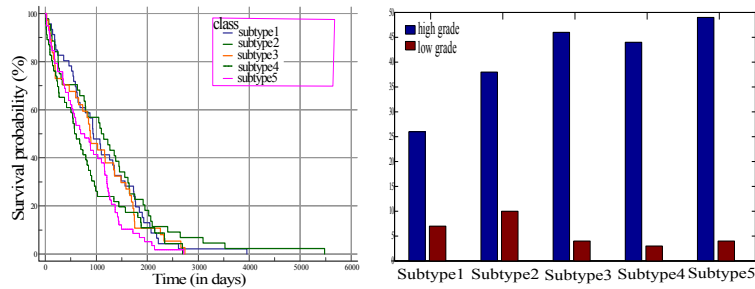 class
subtype1
subtype2
subtype3
subtype4
subtype5
Survival probability (%)
100
80
60
40
20
0
0 1000 2000 3000 4000 5000 6000
Time (in days)
high grade
low grade
50
45
40
35
30
25
20
15
10
5
0
Subtype1 Subtype2 Subtype3 Subtype4 Subtype5